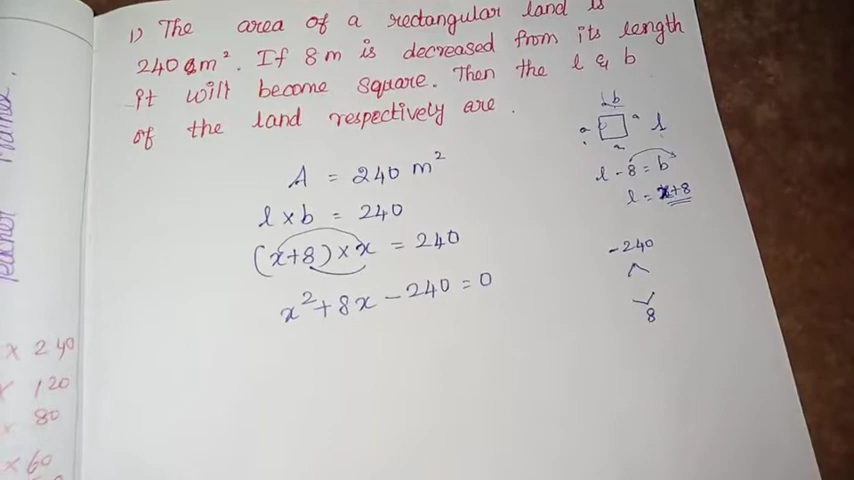 1) The area of a rectangular land is
240 m². If 8 m is decreased from its length
it will become square. Then the l & b
of the land respectively are.
A = 240 m²
l × b = 240
(x+8) × x = 240
x² + 8x - 240 = 0
b
a a l
a
l - 8 = b
l = x+8
-240
8
Teacher
x 240
x 120
x 80
x 60